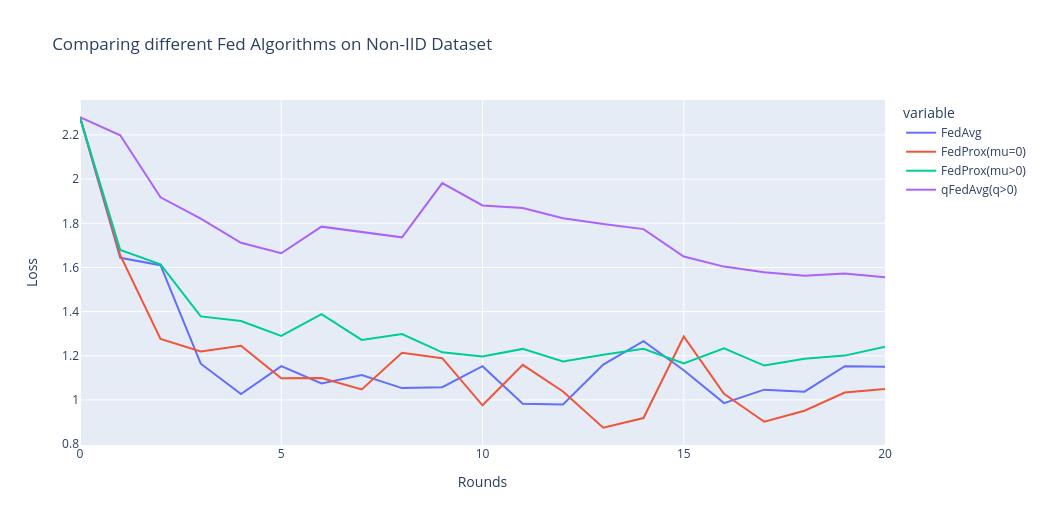 Comparing different Fed Algorithms on Non-IID Dataset
variable
FedAvg
FedProx(mu=0)
FedProx(mu>0)
qFedAvg(q>0)
Loss
2.2
2
1.8
1.6
1.4
1.2
1
0.8
0 5 10 15 20
Rounds